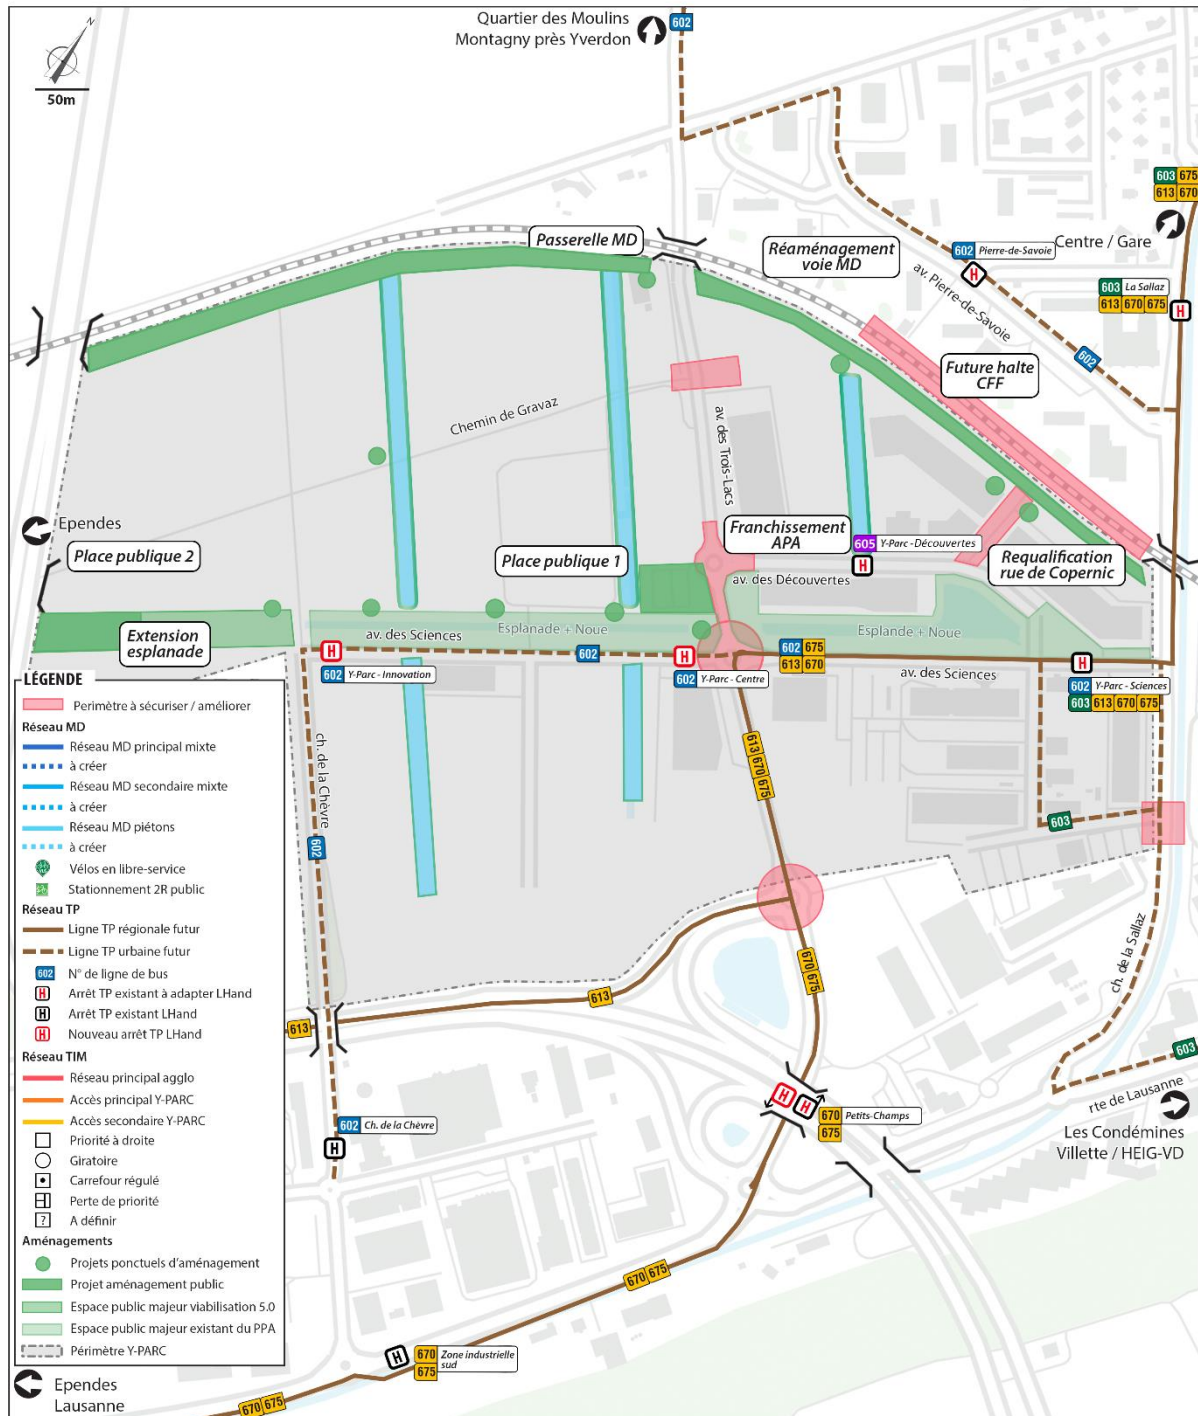 Quartier des Moulins
Montagny près Yverdon
602
N
50m
603 675
613 670
Centre / Gare
Passerelle MD
Réaménagement
voie MD
602 Pierre-de-Savoie
H
av. Pierre-de-Savoie
603 La Sallaz
613 670 675
H
602
Future halte
CFF
Chemin de Gravaz
av. des Trois-Lacs
Ependes
Place publique 2
Place publique 1
Franchissement
APA
605 Y-Parc - Découvertes
H
av. des Découvertes
Requalification
rue de Copernic
Extension
esplanade
av. des Sciences
Esplanade + Noue
Esplande + Noue
H
602 Y-Parc - Innovation
602
H
602 Y-Parc - Centre
602 675
613 670
av. des Sciences
H
602 Y-Parc - Sciences
603 613 670 675
ch. de la Chèvre
602
613 670 675
603
670 675
613
613
ch. de la Sallaz
603
rte de Lausanne
Les Condémines
Villette / HEIG-VD
H
H
670 Petits-Champs
675
602 Ch. de la Chèvre
H
670 675
H
670 Zone industrielle
sud
675
670 675
Ependes
Lausanne
LÉGENDE
Perimètre à sécuriser / améliorer
Réseau MD
Réseau MD principal mixte
à créer
Réseau MD secondaire mixte
à créer
Réseau MD piétons
à créer
Vélos en libre-service
Stationnement 2R public
Réseau TP
Ligne TP régionale futur
Ligne TP urbaine futur
602 N° de ligne de bus
H Arrêt TP existant à adapter LHand
H Arrêt TP existant LHand
H Nouveau arrêt TP LHand
Réseau TIM
Réseau principal agglo
Accès principal Y-PARC
Accès secondaire Y-PARC
Priorité à droite
Giratoire
Carrefour régulé
Perte de priorité
? A définir
Aménagements
Projets ponctuels d'aménagement
Projet aménagement public
Espace public majeur viabilisation 5.0
Espace public majeur existant du PPA
Périmètre Y-PARC